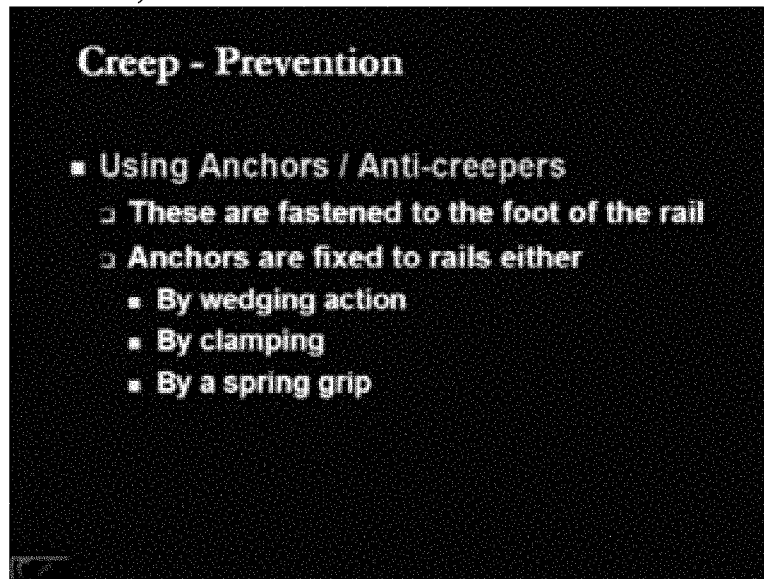 Creep - Prevention
Using Anchors / Anti-creepers
These are fastened to the foot of the rail
Anchors are fixed to rails either
By wedging action
By clamping
By a spring grip